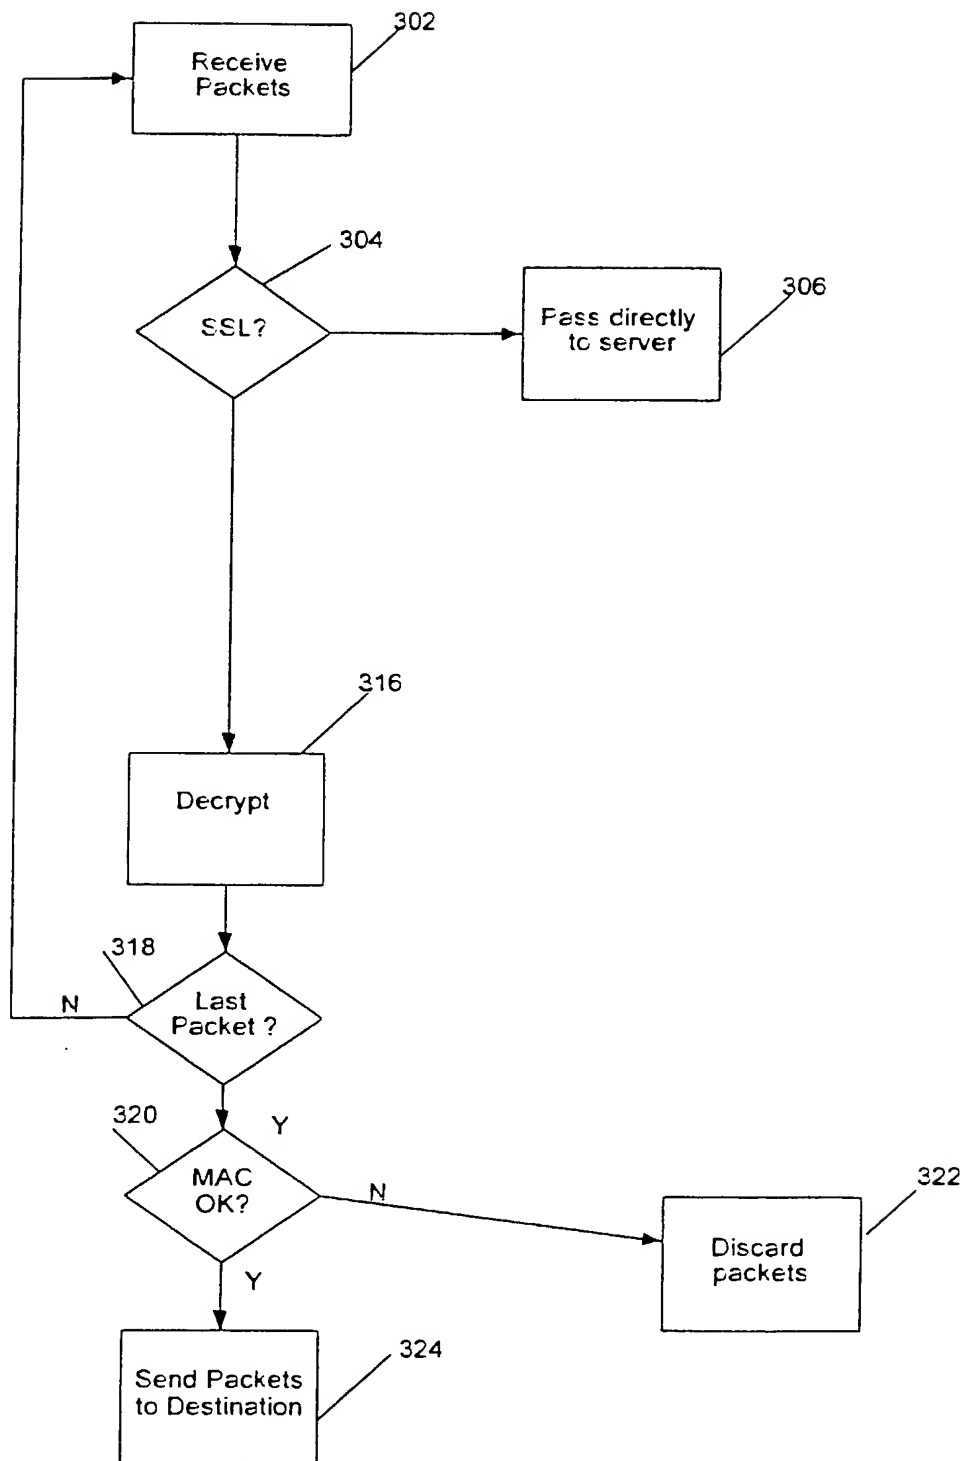 302
Receive
Packets
304
SSL?
306
Pass directly
to server
316
Decrypt
318
N
Last
Packet ?
320
Y
MAC
OK?
N
322
Discard
packets
Y
324
Send Packets
to Destination